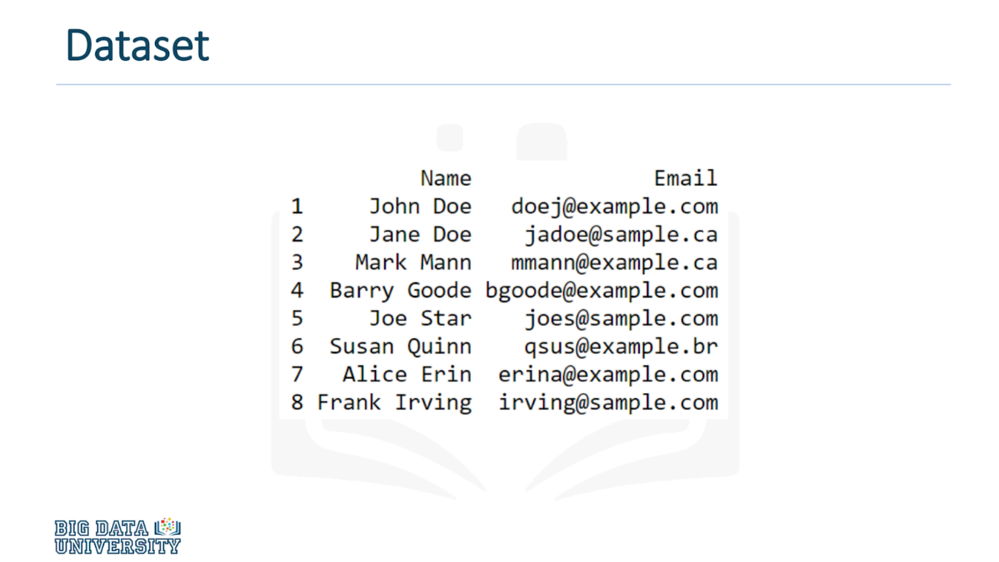 Dataset
Name Email
1 John Doe doej@example.com
2 Jane Doe jadoe@sample.ca
3 Mark Mann mmann@example.ca
4 Barry Goode bgoode@example.com
5 Joe Star joes@sample.com
6 Susan Quinn qsus@example.br
7 Alice Erin erina@example.com
8 Frank Irving irving@sample.com
BIG DATA
UNIVERSITY